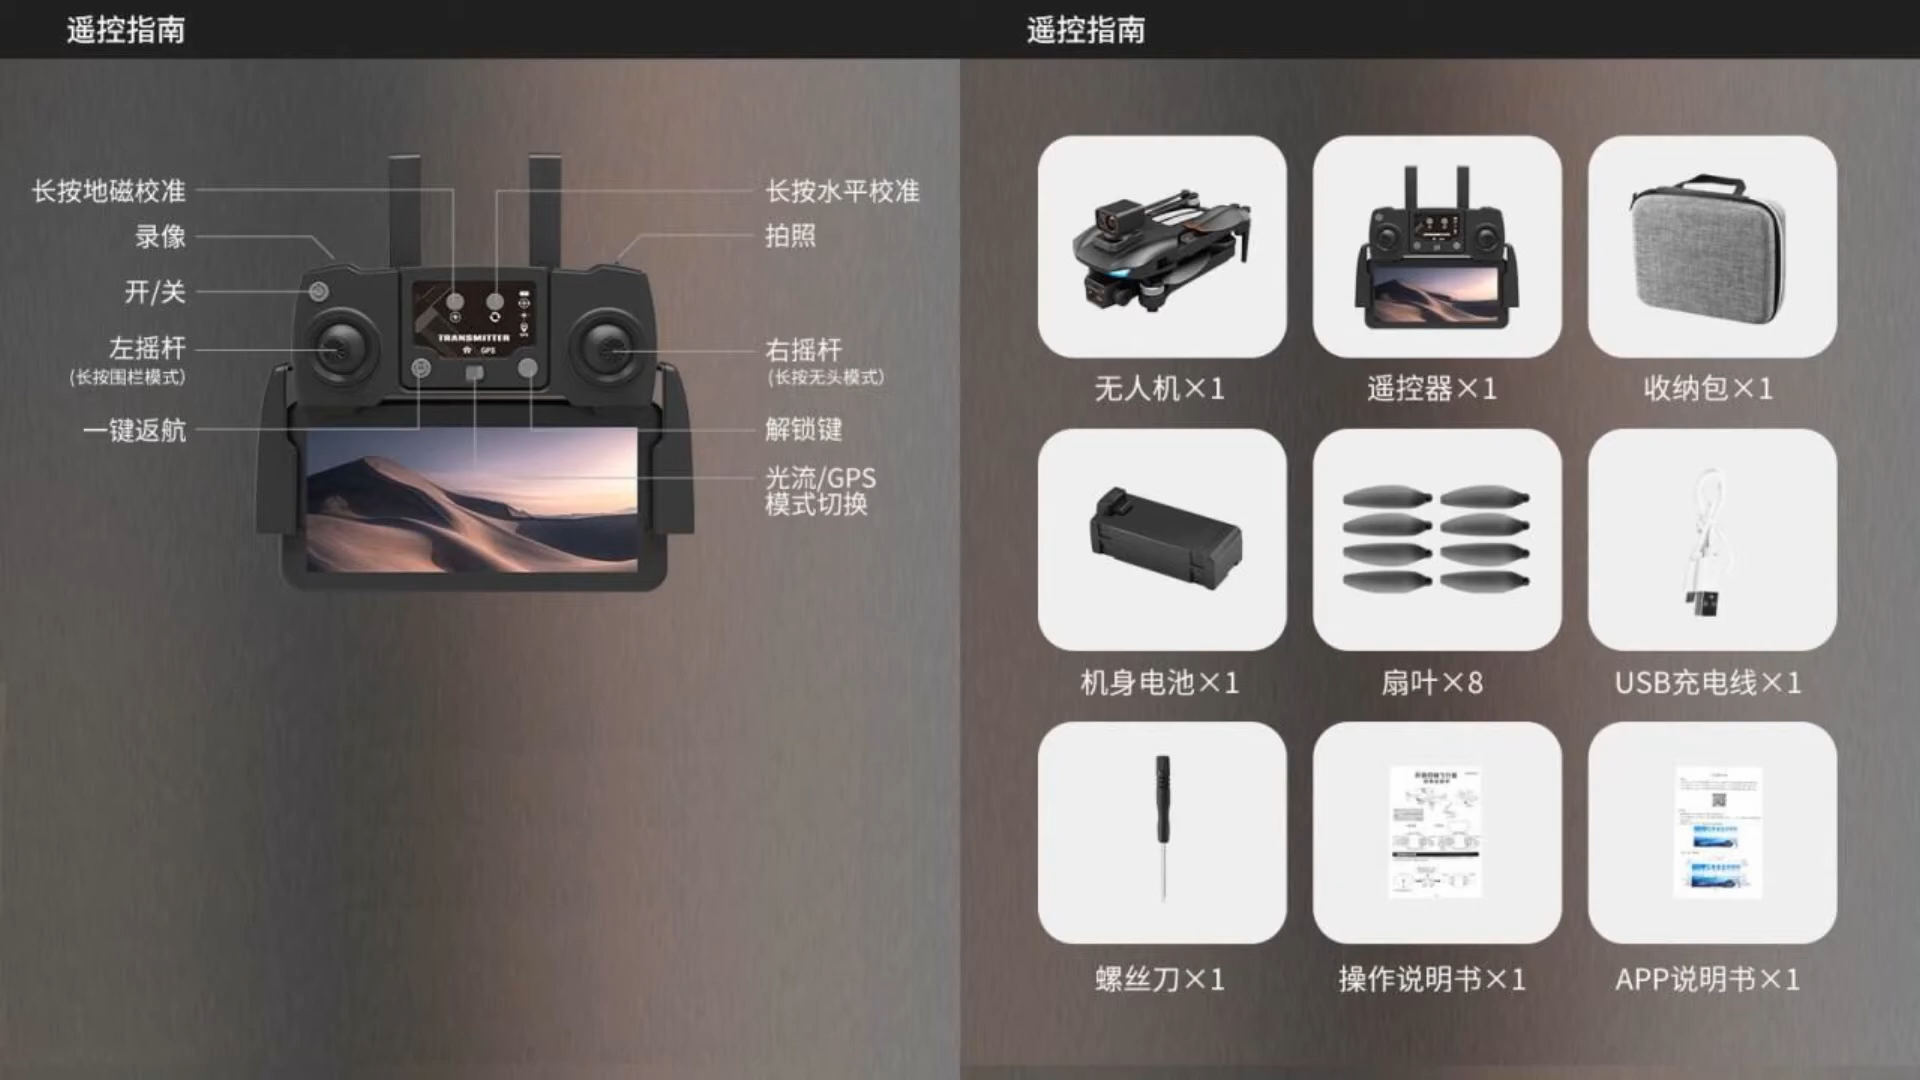 遥控指南
长按地磁校准
录像
开/关
左摇杆
(长按围栏模式)
一键返航
长按水平校准
拍照
右摇杆
(长按无头模式)
解锁键
光流/GPS
模式切换
TRANSMITTER
GPS
遥控指南
无人机×1
遥控器×1
收纳包×1
机身电池×1
扇叶×8
USB充电线×1
螺丝刀×1
操作说明书×1
APP说明书×1